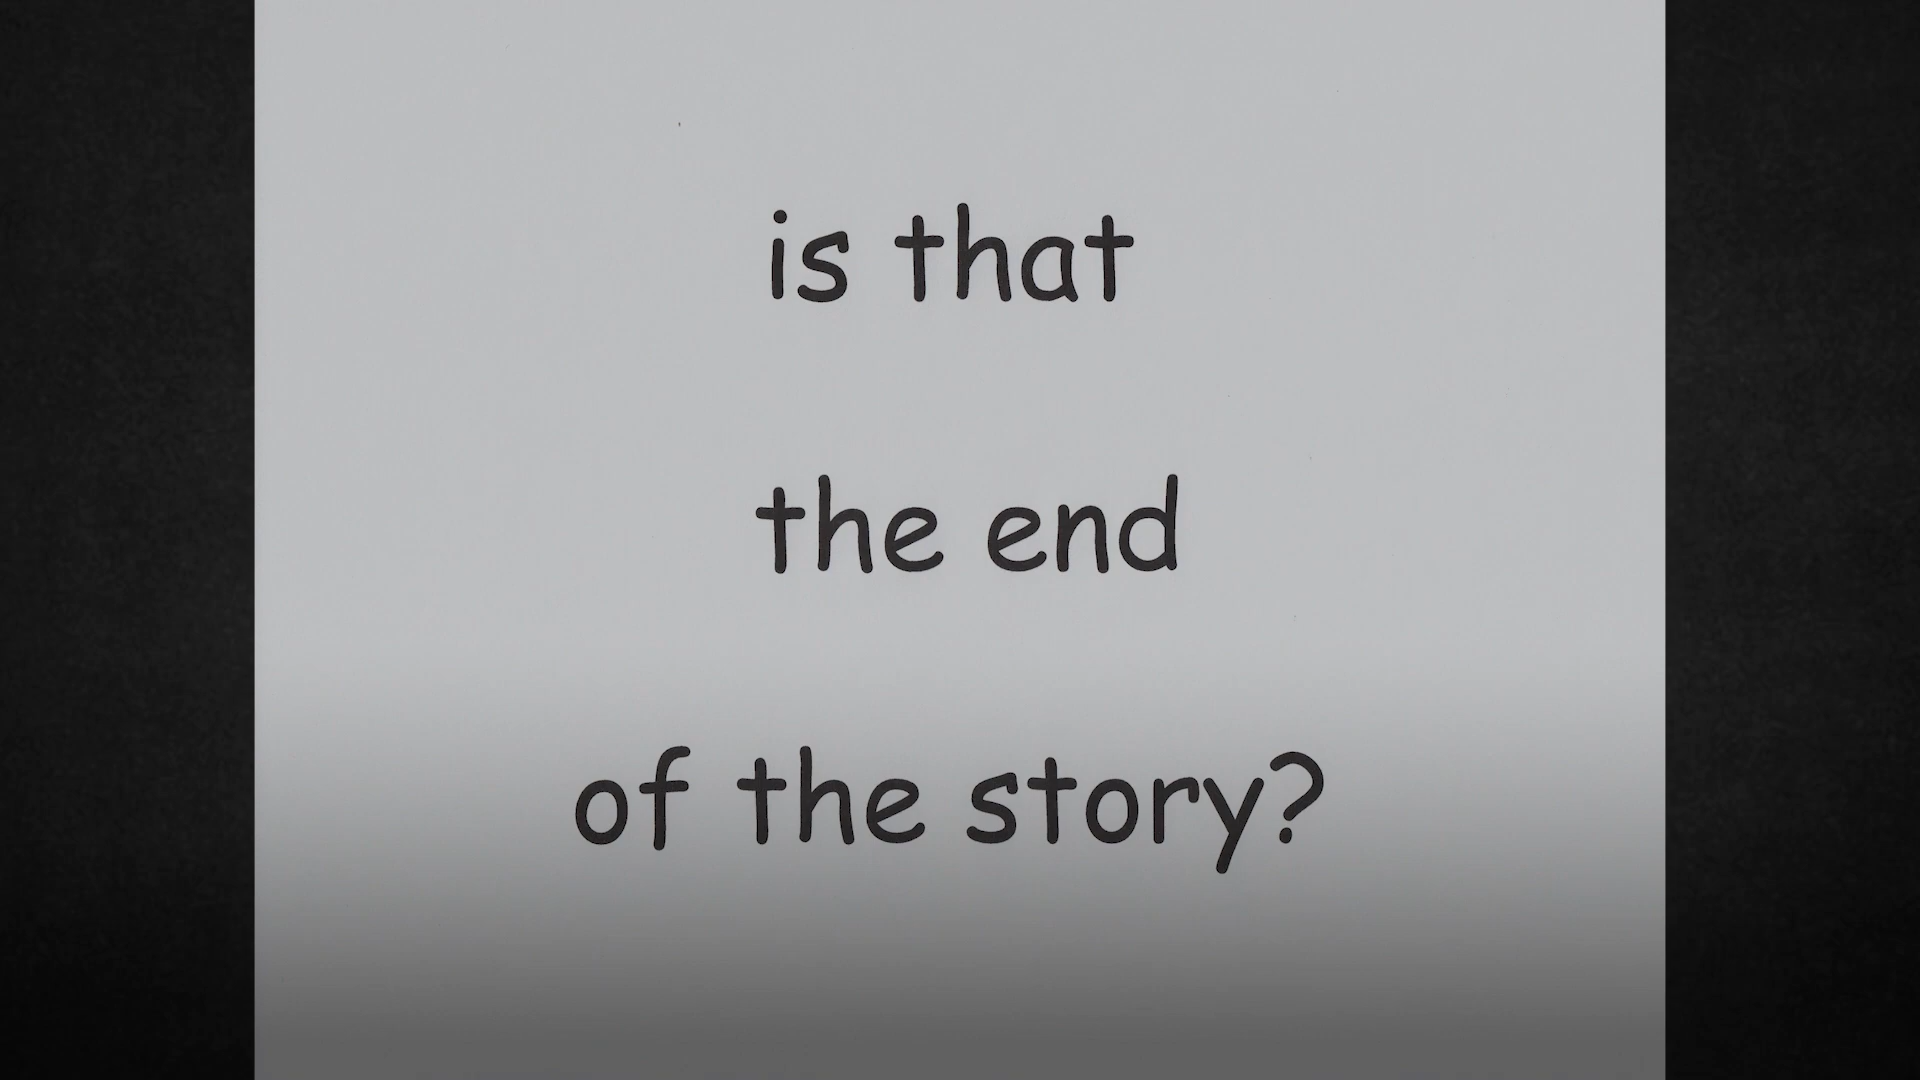 is that
the end
of the story?